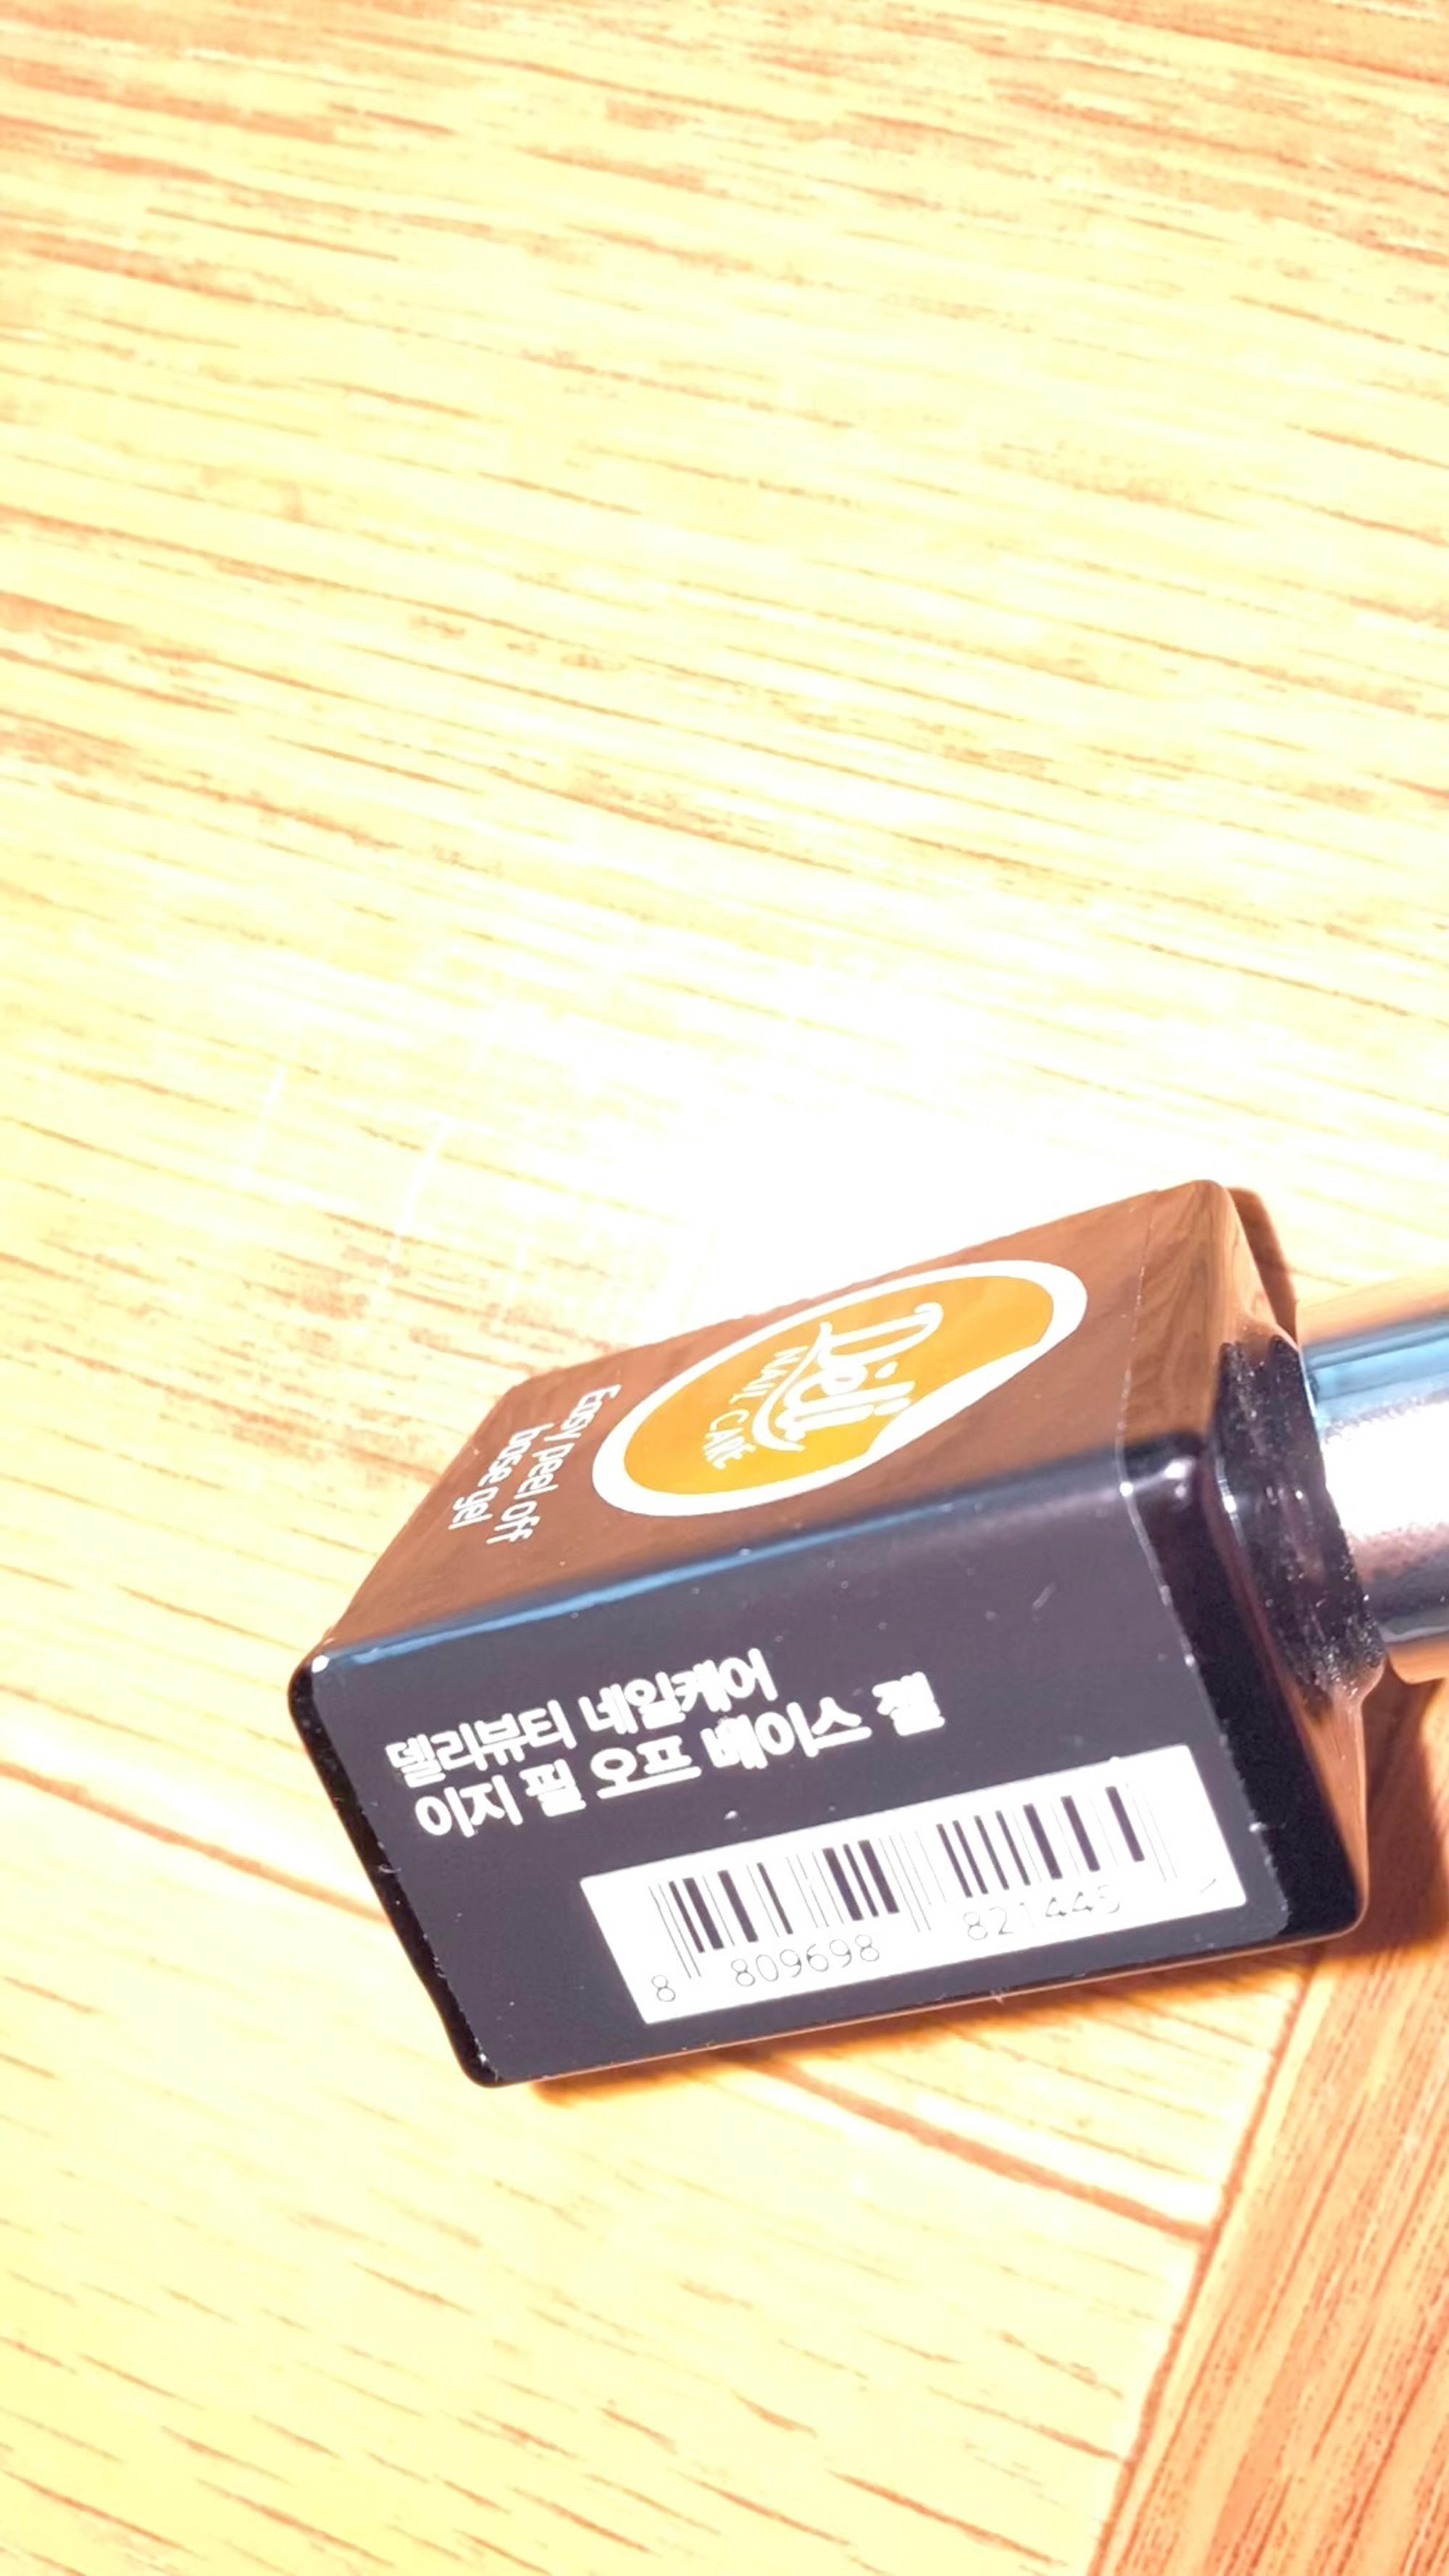 Deli
NAIL CARE
Easy peel off
base gel
델리뷰티 네일케어
이지 필 오프 베이스 젤
8 809698 821445